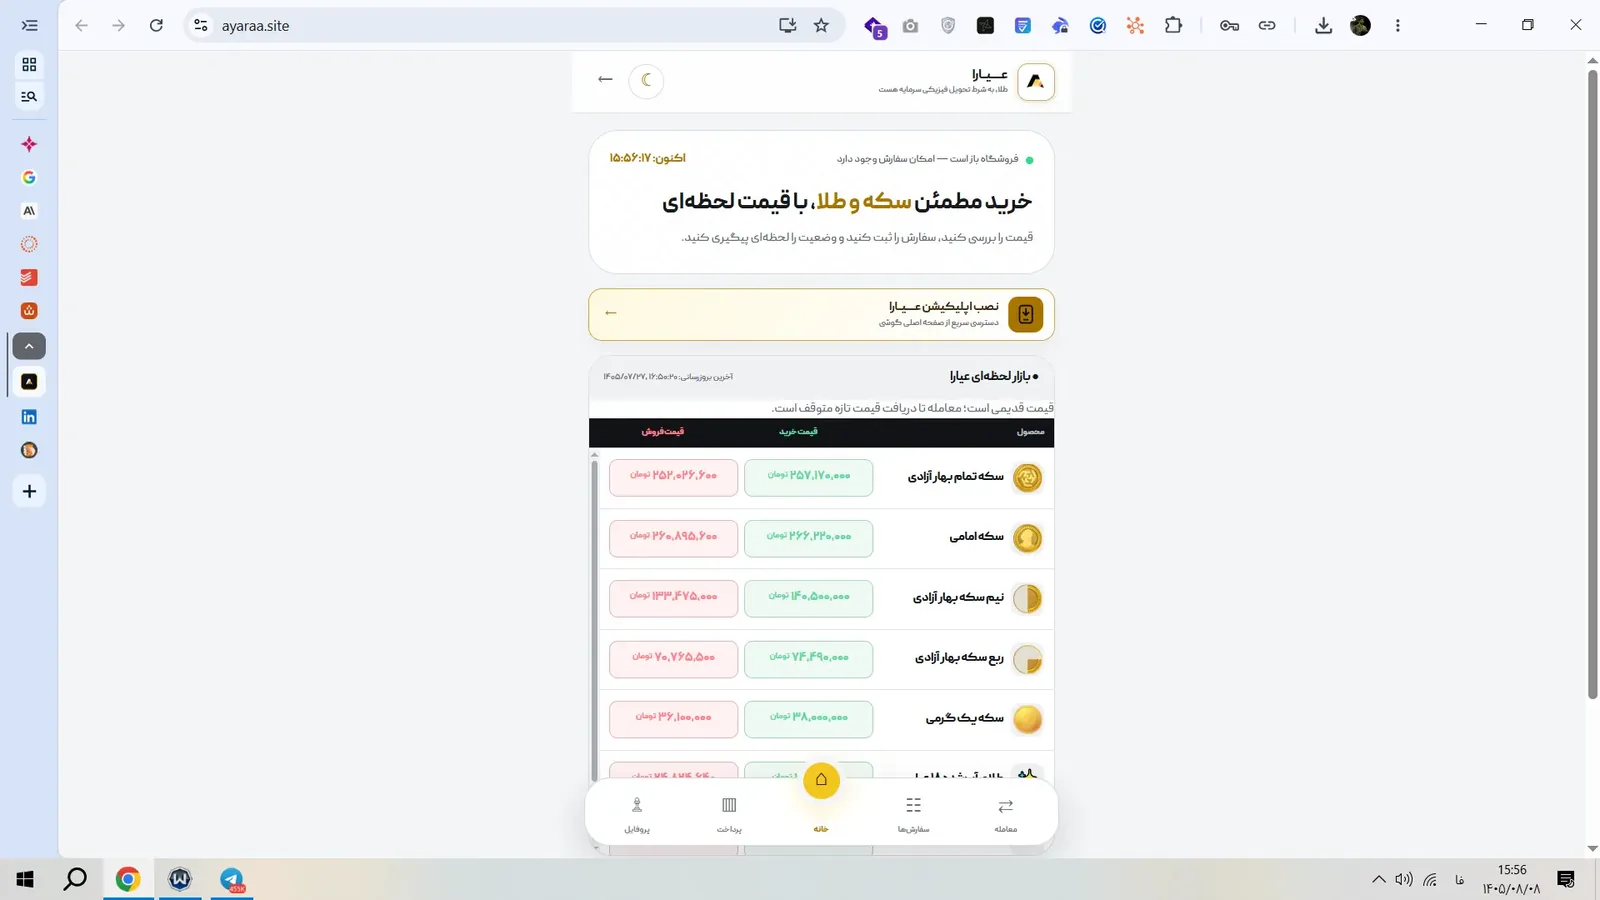 ayaraa.site
5
عـــیـارا
طلا، به شرط تحویل فیزیکی سرمایه هست
فروشگاه باز است — امکان سفارش وجود دارد
اکنون: ۱۵:۵۶:۱۷
خرید مطمئن سکه و طلا، با قیمت لحظه‌ای
قیمت را بررسی کنید، سفارش را ثبت کنید و وضعیت را لحظه‌ای پیگیری کنید.
نصب اپلیکیشن عـــیـارا
دسترسی سریع از صفحه اصلی گوشی
● بازار لحظه‌ای عیارا
آخرین بروزرسانی: ۱۴۰۵/۰۷/۲۷, ۱۶:۵۰:۲۰
قیمت قدیمی است؛ معامله تا دریافت قیمت تازه متوقف است.
محصول قیمت خرید قیمت فروش
سکه تمام بهار آزادی ۲۵۷,۱۷۰,۰۰۰ تومان ۲۵۲,۰۲۶,۶۰۰ تومان
سکه امامی ۲۶۶,۲۲۰,۰۰۰ تومان ۲۶۰,۸۹۵,۶۰۰ تومان
نیم سکه بهار آزادی ۱۴۰,۵۰۰,۰۰۰ تومان ۱۳۳,۴۷۵,۰۰۰ تومان
ربع سکه بهار آزادی ۷۴,۴۹۰,۰۰۰ تومان ۷۰,۷۶۵,۵۰۰ تومان
سکه یک گرمی ۳۸,۰۰۰,۰۰۰ تومان ۳۶,۱۰۰,۰۰۰ تومان
معامله
سفارش‌ها
خانه
پرداخت
پروفایل
455K
فا
15:56
۱۴۰۵/۰۸/۰۸